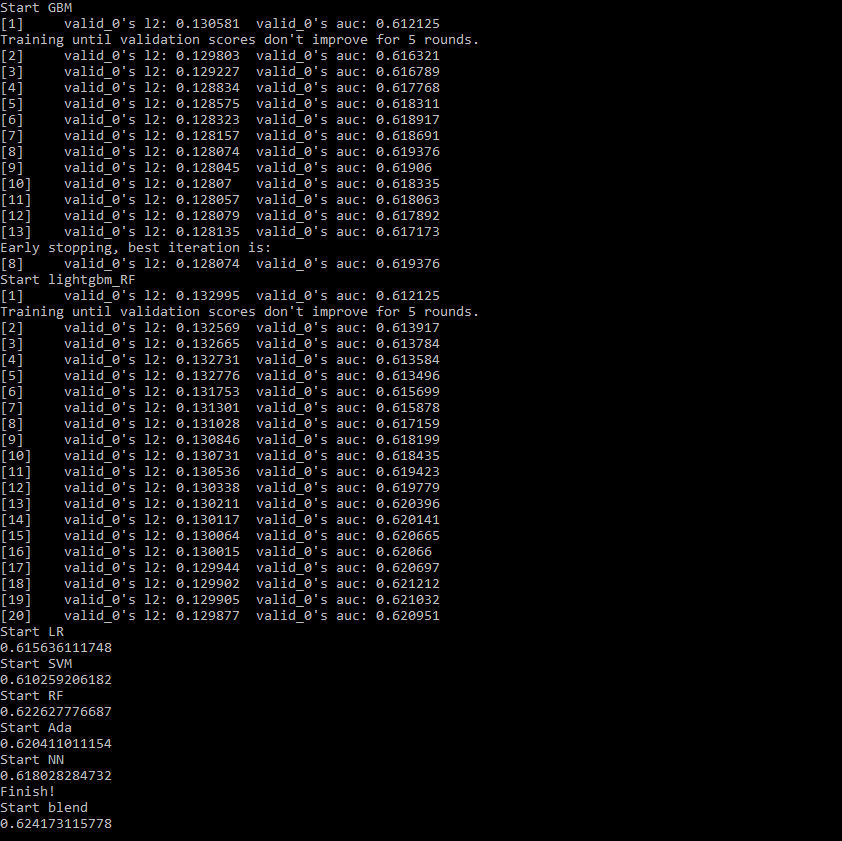 Start GBM
[1]     valid_0's l2: 0.130581  valid_0's auc: 0.612125
Training until validation scores don't improve for 5 rounds.
[2]     valid_0's l2: 0.129803  valid_0's auc: 0.616321
[3]     valid_0's l2: 0.129227  valid_0's auc: 0.616789
[4]     valid_0's l2: 0.128834  valid_0's auc: 0.617768
[5]     valid_0's l2: 0.128575  valid_0's auc: 0.618311
[6]     valid_0's l2: 0.128323  valid_0's auc: 0.618917
[7]     valid_0's l2: 0.128157  valid_0's auc: 0.618691
[8]     valid_0's l2: 0.128074  valid_0's auc: 0.619376
[9]     valid_0's l2: 0.128045  valid_0's auc: 0.61906
[10]    valid_0's l2: 0.12807   valid_0's auc: 0.618335
[11]    valid_0's l2: 0.128057  valid_0's auc: 0.618063
[12]    valid_0's l2: 0.128079  valid_0's auc: 0.617892
[13]    valid_0's l2: 0.128135  valid_0's auc: 0.617173
Early stopping, best iteration is:
[8]     valid_0's l2: 0.128074  valid_0's auc: 0.619376
Start lightgbm_RF
[1]     valid_0's l2: 0.132995  valid_0's auc: 0.612125
Training until validation scores don't improve for 5 rounds.
[2]     valid_0's l2: 0.132569  valid_0's auc: 0.613917
[3]     valid_0's l2: 0.132665  valid_0's auc: 0.613784
[4]     valid_0's l2: 0.132731  valid_0's auc: 0.613584
[5]     valid_0's l2: 0.132776  valid_0's auc: 0.613496
[6]     valid_0's l2: 0.131753  valid_0's auc: 0.615699
[7]     valid_0's l2: 0.131301  valid_0's auc: 0.615878
[8]     valid_0's l2: 0.131028  valid_0's auc: 0.617159
[9]     valid_0's l2: 0.130846  valid_0's auc: 0.618199
[10]    valid_0's l2: 0.130731  valid_0's auc: 0.618435
[11]    valid_0's l2: 0.130536  valid_0's auc: 0.619423
[12]    valid_0's l2: 0.130338  valid_0's auc: 0.619779
[13]    valid_0's l2: 0.130211  valid_0's auc: 0.620396
[14]    valid_0's l2: 0.130117  valid_0's auc: 0.620141
[15]    valid_0's l2: 0.130064  valid_0's auc: 0.620665
[16]    valid_0's l2: 0.130015  valid_0's auc: 0.62066
[17]    valid_0's l2: 0.129944  valid_0's auc: 0.620697
[18]    valid_0's l2: 0.129902  valid_0's auc: 0.621212
[19]    valid_0's l2: 0.129905  valid_0's auc: 0.621032
[20]    valid_0's l2: 0.129877  valid_0's auc: 0.620951
Start LR
0.615636111748
Start SVM
0.610259206182
Start RF
0.622627776687
Start Ada
0.620411011154
Start NN
0.618028284732
Finish!
Start blend
0.624173115778